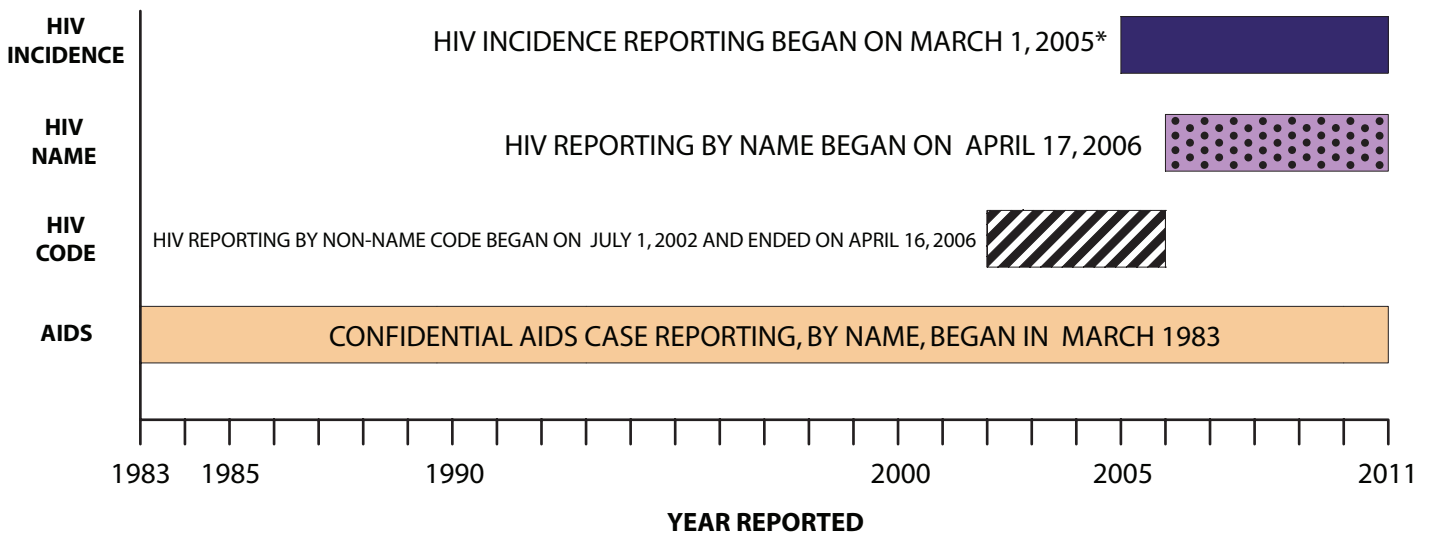 HIV
INCIDENCE
HIV INCIDENCE REPORTING BEGAN ON MARCH 1, 2005*
HIV
NAME
HIV REPORTING BY NAME BEGAN ON APRIL 17, 2006
HIV
CODE
HIV REPORTING BY NON-NAME CODE BEGAN ON JULY 1, 2002 AND ENDED ON APRIL 16, 2006
AIDS
CONFIDENTIAL AIDS CASE REPORTING, BY NAME, BEGAN IN MARCH 1983
1983 1985 1990 2000 2005 2011
YEAR REPORTED